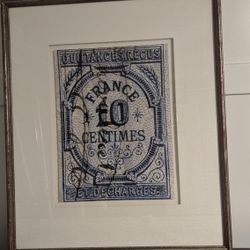 QUITTANCES REÇUS
FRANCE
10
CENTIMES
ET DÉCHARGES